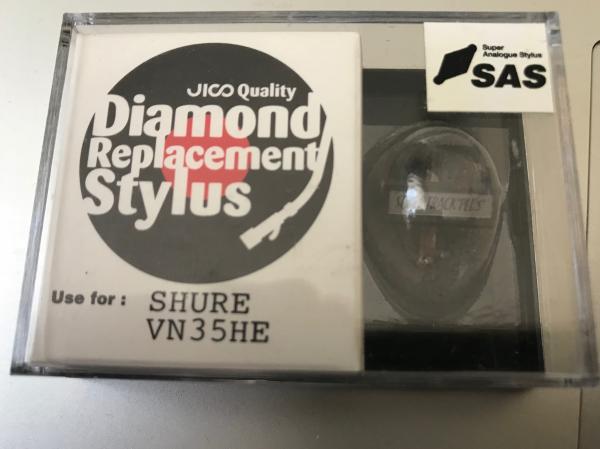 JICO Quality
Diamond
Replacement
Stylus
Use for : SHURE
VN35HE
Super
Analogue Stylus
SAS